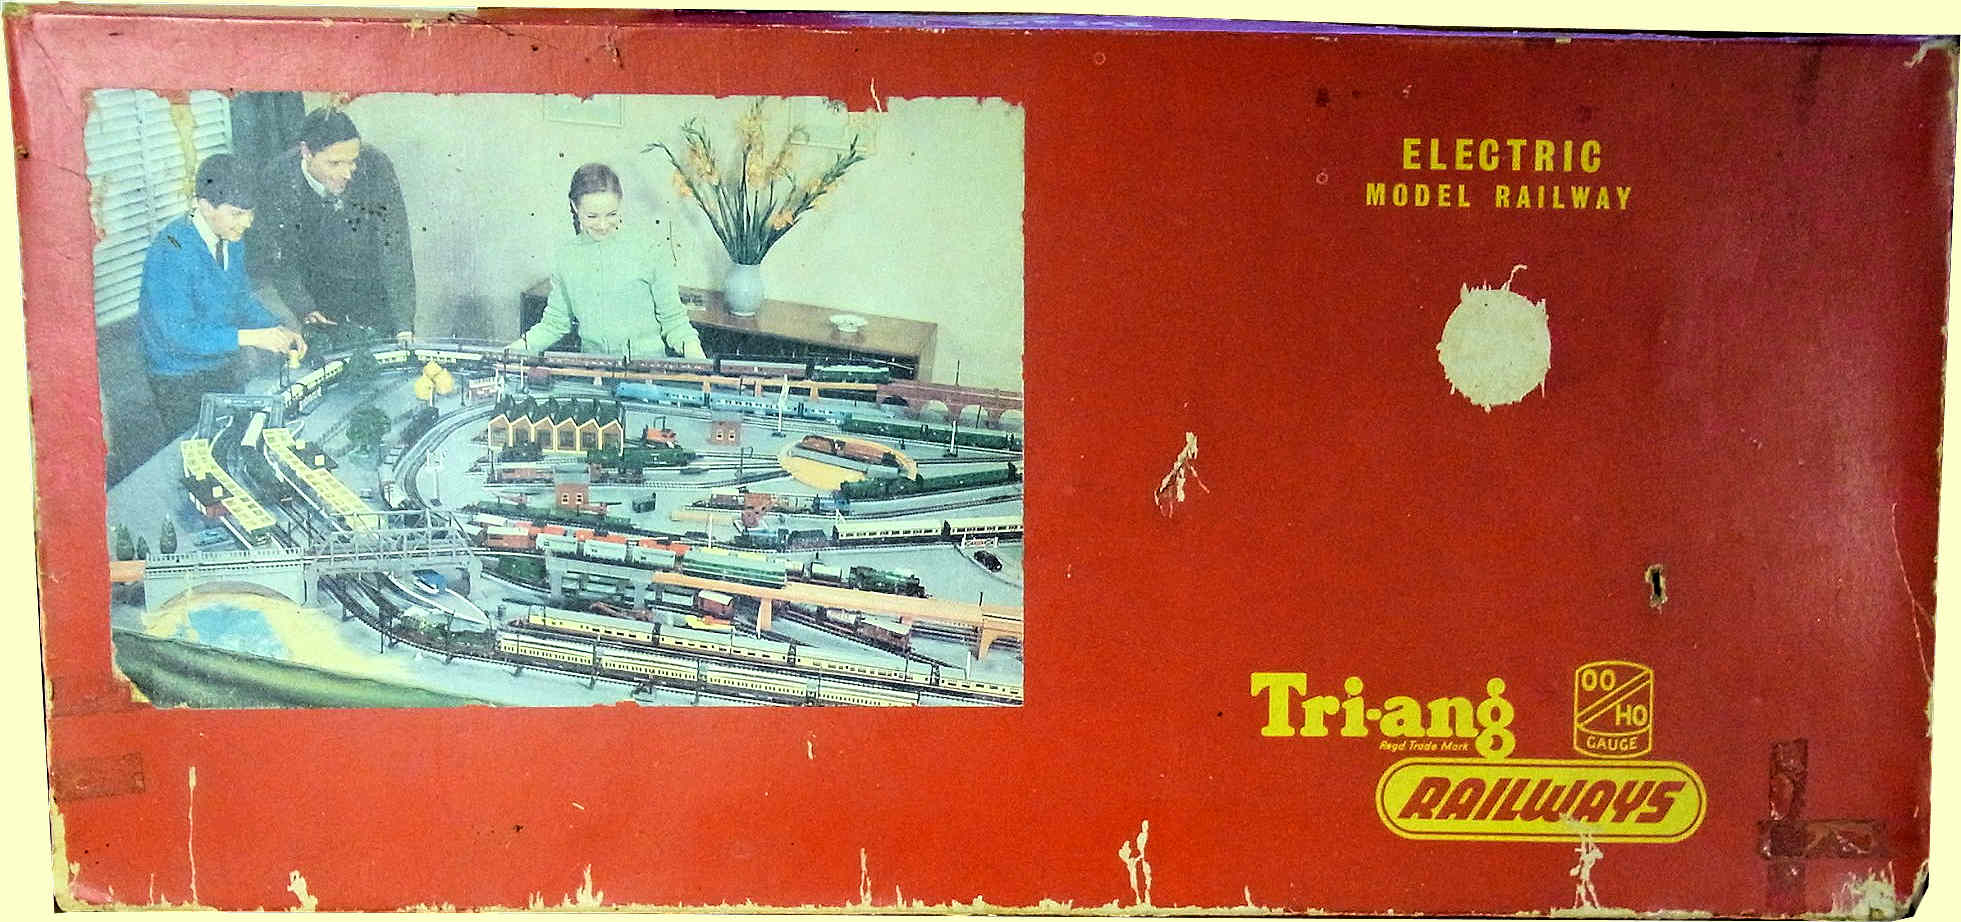 ELECTRIC
MODEL RAILWAY
Tri-ang
Regd Trade Mark
OO/HO
GAUGE
RAILWAYS